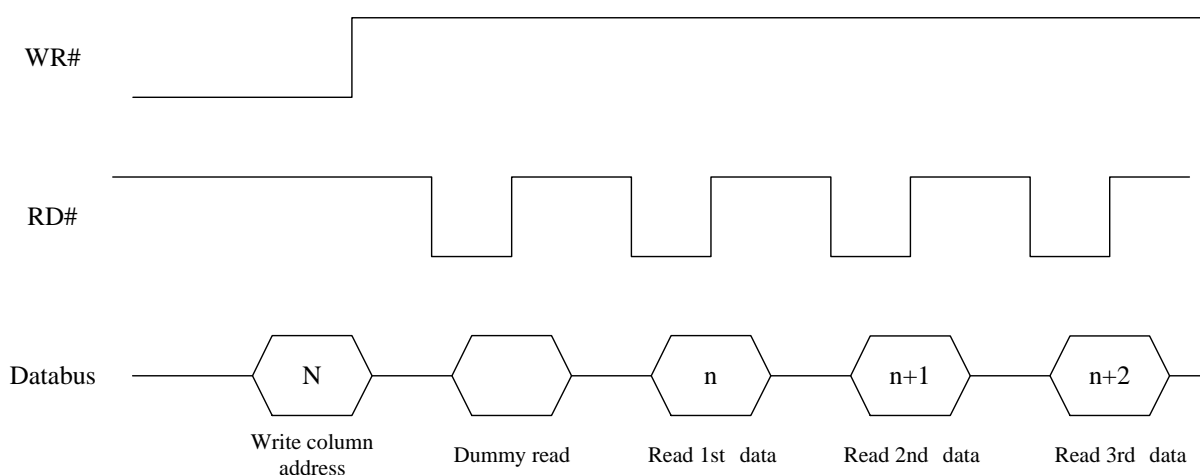 WR#
RD#
Databus
N
n
n+1
n+2
Write column
address
Dummy read
Read 1st data
Read 2nd data
Read 3rd data